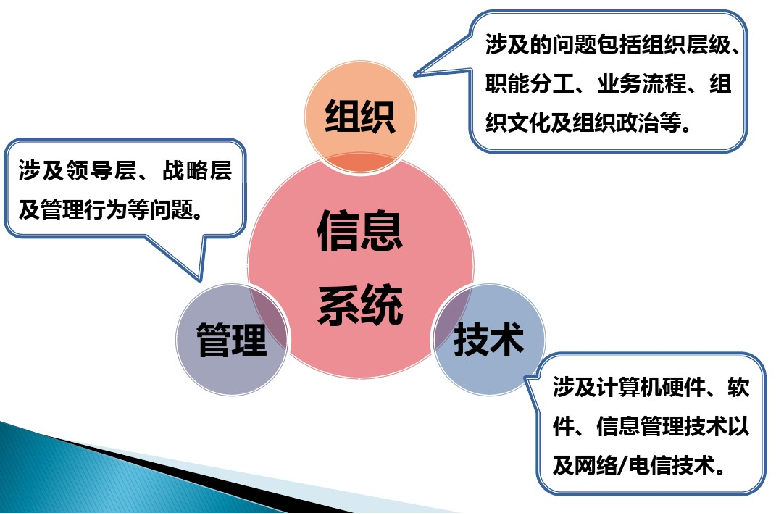 涉及的问题包括组织层级、
职能分工、业务流程、组
织文化及组织政治等。
组织
涉及领导层、战略层
及管理行为等问题。
信息
系统
管理
技术
涉及计算机硬件、软
件、信息管理技术以
及网络/电信技术。